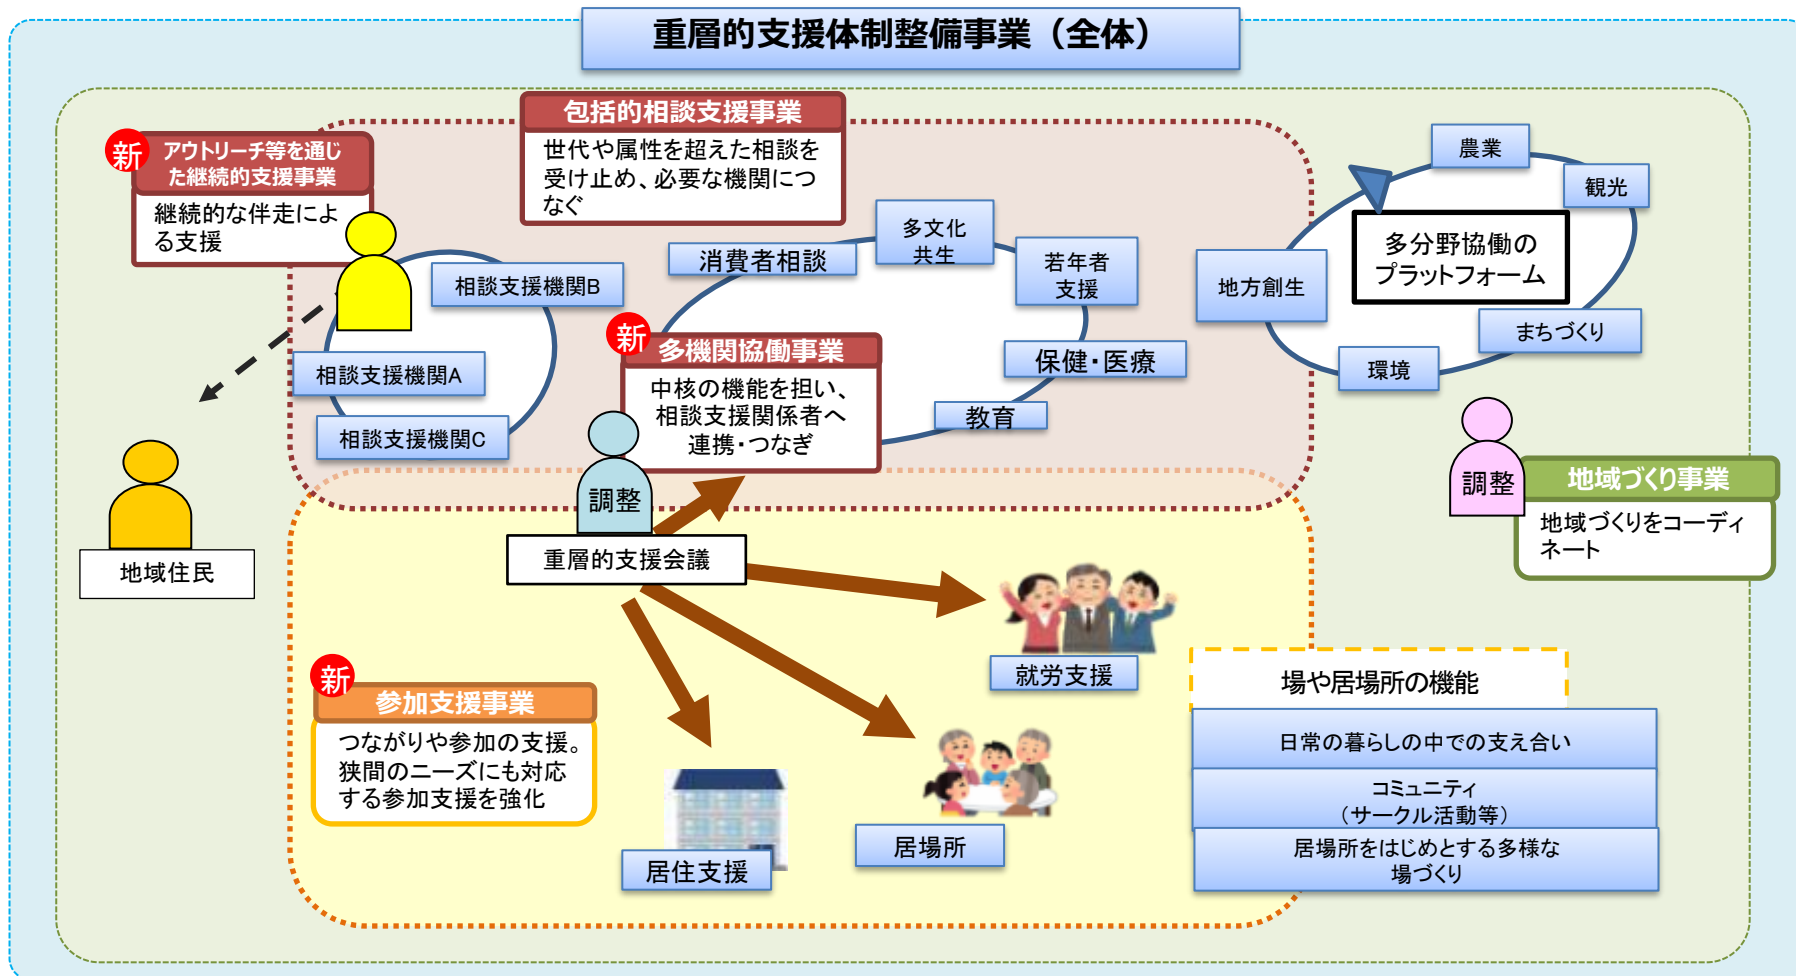 重層的支援体制整備事業（全体）
包括的相談支援事業
世代や属性を超えた相談を
受け止め、必要な機関につ
なぐ
新
アウトリーチ等を通じ
た継続的支援事業
継続的な伴走によ
る支援
相談支援機関B
相談支援機関A
相談支援機関C
消費者相談
多文化
共生
若年者
支援
保健・医療
教育
新
多機関協働事業
中核の機能を担い、
相談支援関係者へ
連携・つなぎ
農業
観光
多分野協働の
プラットフォーム
地方創生
まちづくり
環境
調整
地域づくり事業
地域づくりをコーディ
ネート
地域住民
調整
重層的支援会議
新
参加支援事業
つながりや参加の支援。
狭間のニーズにも対応
する参加支援を強化
就労支援
居場所
居住支援
場や居場所の機能
日常の暮らしの中での支え合い
コミュニティ
（サークル活動等）
居場所をはじめとする多様な
場づくり